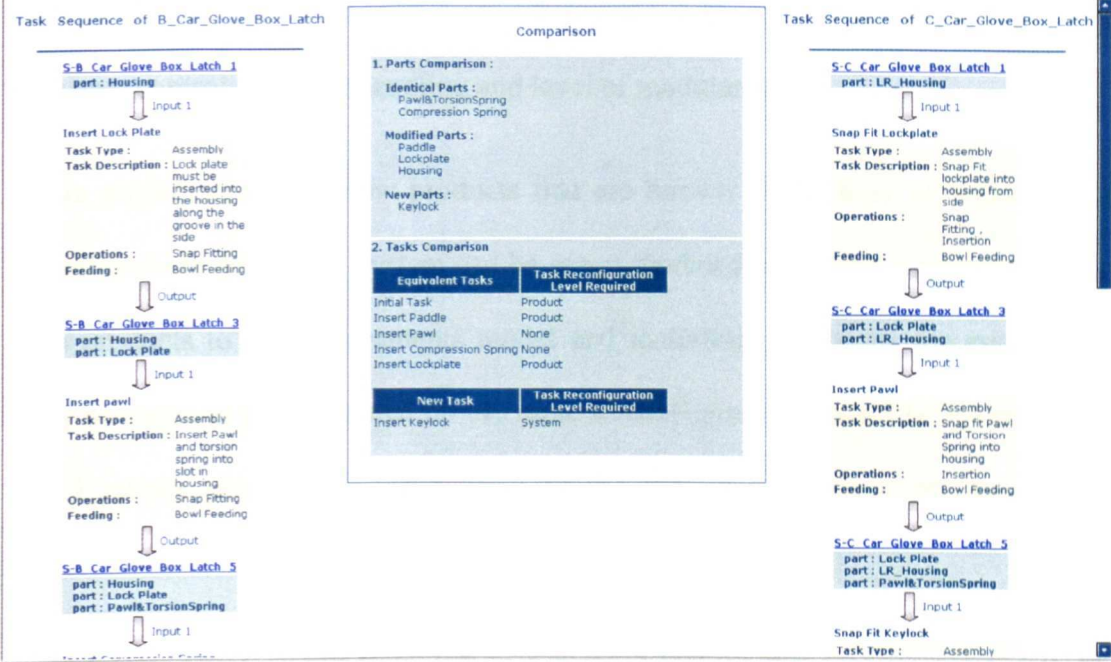 Task Sequence of B_Car_Glove_Box_Latch
S-B Car Glove Box Latch 1
part : Housing
Input 1
Insert Lock Plate
Task Type : Assembly
Task Description : Lock plate
must be
inserted into
the housing
along the
groove in the
side
Operations : Snap Fitting
Feeding : Bowl Feeding
Output
S-B Car Glove Box Latch 3
part : Housing
part : Lock Plate
Input 1
Insert pawl
Task Type : Assembly
Task Description : Insert Pawl
and torsion
spring into
slot in
housing
Operations : Snap Fitting
Feeding : Bowl Feeding
Output
S-B Car Glove Box Latch 5
part : Housing
part : Lock Plate
part : Pawl&TorsionSpring
Input 1
Comparison
1. Parts Comparison :
Identical Parts :
Pawl&TorsionSpring
Compression Spring
Modified Parts :
Paddle
Lockplate
Housing
New Parts :
Keylock
2. Tasks Comparison
Equivalent Tasks Task Reconfiguration
Level Required
Initial Task Product
Insert Paddle Product
Insert Pawl None
Insert Compression Spring None
Insert Lockplate Product
New Task Task Reconfiguration
Level Required
Insert Keylock System
Task Sequence of C_Car_Glove_Box_Latch
S-C Car Glove Box Latch 1
part : LR_Housing
Input 1
Snap Fit Lockplate
Task Type : Assembly
Task Description : Snap Fit
lockplate into
housing from
side
Operations : Snap
Fitting ,
Insertion
Feeding : Bowl Feeding
Output
S-C Car Glove Box Latch 3
part : Lock Plate
part : LR_Housing
Input 1
Insert Pawl
Task Type : Assembly
Task Description : Snap fit Pawl
and Torsion
Spring into
housing
Operations : Insertion
Feeding : Bowl Feeding
Output
S-C Car Glove Box Latch 5
part : Lock Plate
part : LR_Housing
part : Pawl&TorsionSpring
Input 1
Snap Fit Keylock
Task Type : Assembly